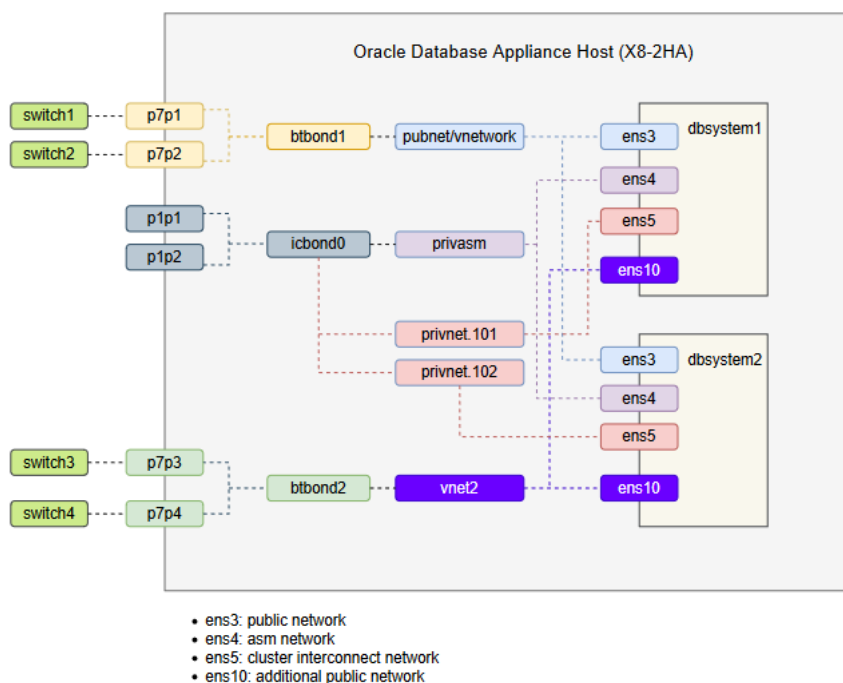 Oracle Database Appliance Host (X8-2HA)
switch1
p7p1
switch2
p7p2
btbond1
pubnet/vnetwork
ens3
dbsystem1
ens4
p1p1
p1p2
icbond0
privasm
ens5
ens10
privnet.101
privnet.102
ens3
dbsystem2
ens4
ens5
switch3
p7p3
switch4
p7p4
btbond2
vnet2
ens10
• ens3: public network
• ens4: asm network
• ens5: cluster interconnect network
• ens10: additional public network